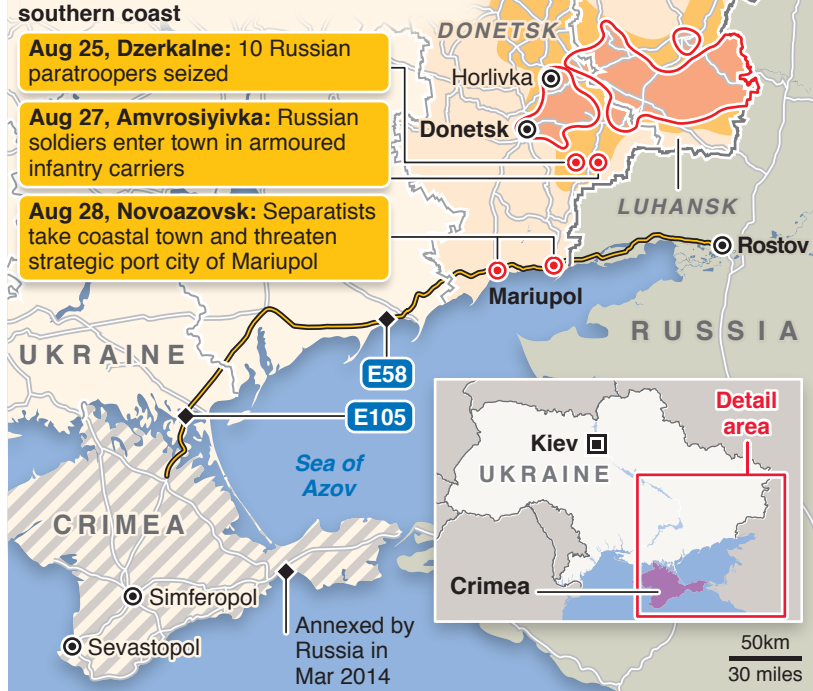 southern coast
Aug 25, Dzerkalne: 10 Russian
paratroopers seized
Aug 27, Amvrosiyivka: Russian
soldiers enter town in armoured
infantry carriers
Aug 28, Novoazovsk: Separatists
take coastal town and threaten
strategic port city of Mariupol
DONETSK
Horlivka
Donetsk
LUHANSK
Rostov
Mariupol
RUSSIA
UKRAINE
E58
E105
Sea of
Azov
CRIMEA
Simferopol
Sevastopol
Annexed by
Russia in
Mar 2014
Detail
area
Kiev
UKRAINE
Crimea
50km
30 miles